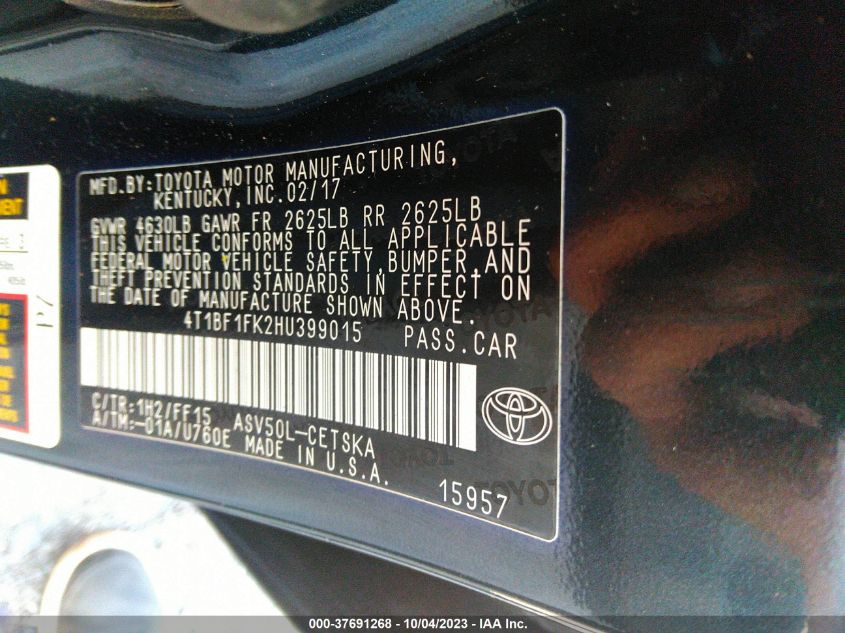 MFD.BY:TOYOTA MOTOR MANUFACTURING,
KENTUCKY,INC.02/17
GVWR 4630LB GAWR FR 2625LB RR 2625LB
THIS VEHICLE CONFORMS TO ALL APPLICABLE
FEDERAL MOTOR VEHICLE SAFETY,BUMPER,AND
THEFT PREVENTION STANDARDS IN EFFECT ON
THE DATE OF MANUFACTURE SHOWN ABOVE.
4T1BF1FK2HU399015 PASS.CAR
C/TR:1H2/FF15 ASV50L-CETSKA
A/TM:-01A/U760E MADE IN U.S.A.
15957
TOYOTA
000-37691268 - 10/04/2023 - IAA Inc.